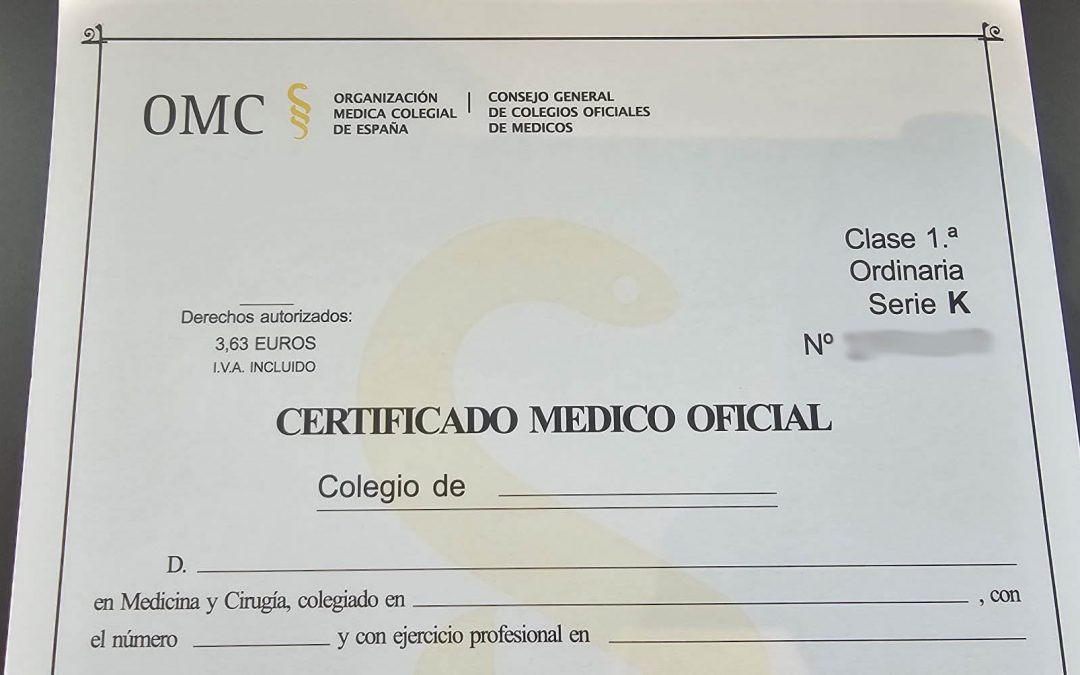 OMC
ORGANIZACIÓN
MEDICA COLEGIAL
DE ESPAÑA
CONSEJO GENERAL
DE COLEGIOS OFICIALES
DE MEDICOS
Clase 1.ª
Ordinaria
Serie K
Nº
Derechos autorizados:
3,63 EUROS
I.V.A. INCLUIDO
CERTIFICADO MEDICO OFICIAL
Colegio de
D.
en Medicina y Cirugía, colegiado en , con
el número y con ejercicio profesional en